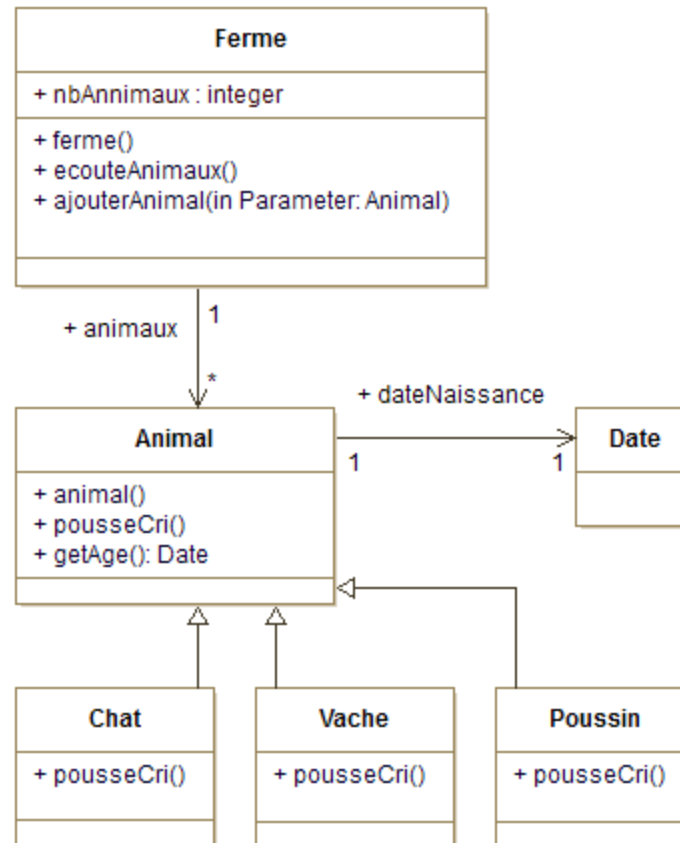 Ferme
+ nbAnnimaux : integer
+ ferme()
+ ecouteAnimaux()
+ ajouterAnimal(in Parameter: Animal)
+ animaux
1
*
+ dateNaissance
1
1
Animal
+ animal()
+ pousseCri()
+ getAge(): Date
Date
Chat
+ pousseCri()
Vache
+ pousseCri()
Poussin
+ pousseCri()